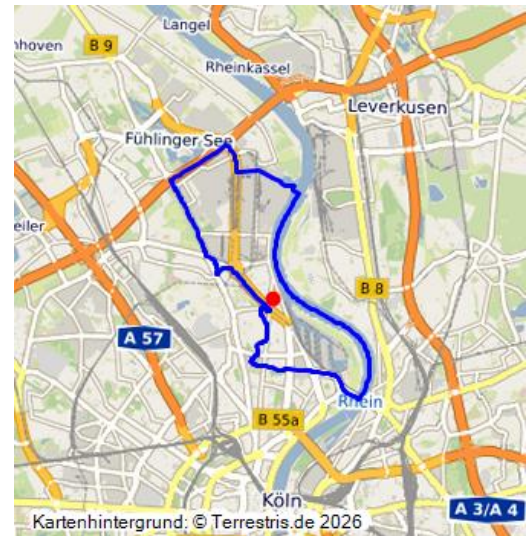 Langel
B 9
nhoven
Rheinkassel
Leverkusen
Fühlinger See
eiler
B 8
A 57
Rhein
B 55a
Köln
A 3/A 4
Kartenhintergrund: © Terrestris.de 2026